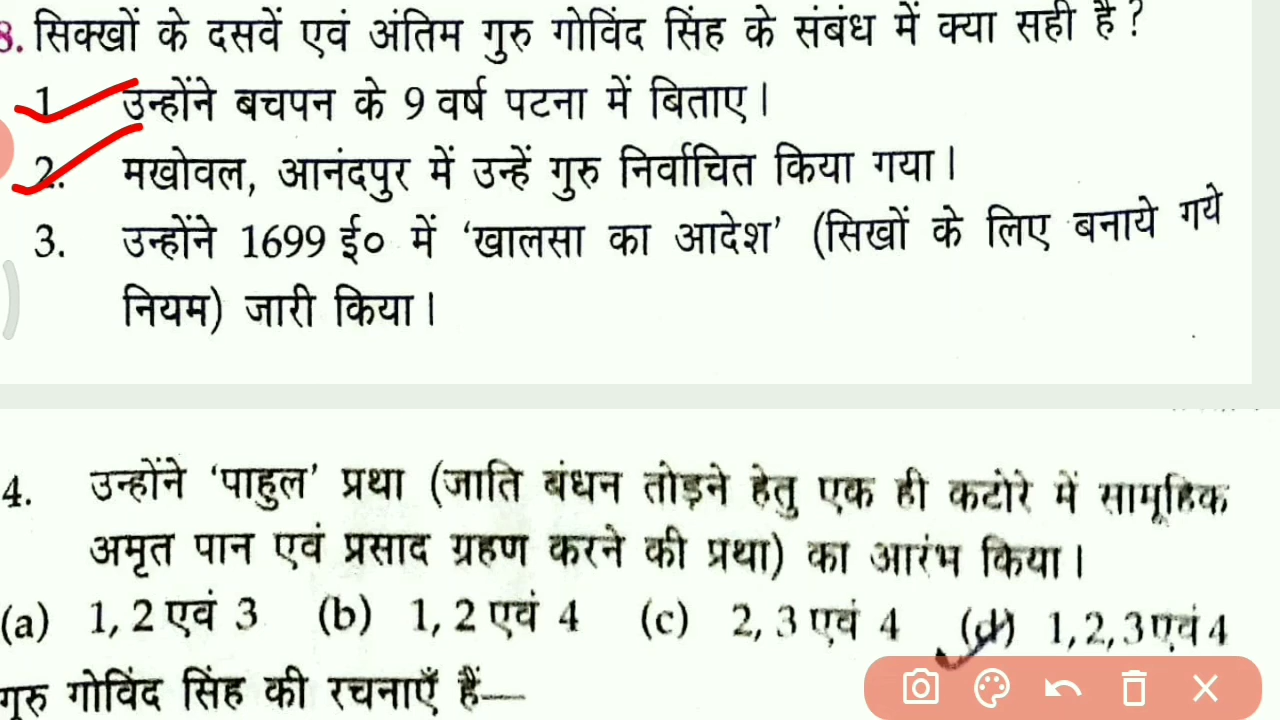 8. सिक्खों के दसवें एवं अंतिम गुरु गोविंद सिंह के संबंध में क्या सही है ?
1. उन्होंने बचपन के 9 वर्ष पटना में बिताए।
2. मखोवल, आनंदपुर में उन्हें गुरु निर्वाचित किया गया।
3. उन्होंने 1699 ई० में ‘खालसा का आदेश’ (सिखों के लिए बनाये गये
नियम) जारी किया।
4. उन्होंने ‘पाहुल’ प्रथा (जाति बंधन तोड़ने हेतु एक ही कटोरे में सामूहिक
अमृत पान एवं प्रसाद ग्रहण करने की प्रथा) का आरंभ किया।
(a) 1, 2 एवं 3 (b) 1, 2 एवं 4 (c) 2, 3 एवं 4 (d) 1, 2, 3 एवं 4
गुरु गोविंद सिंह की रचनाएँ हैं—